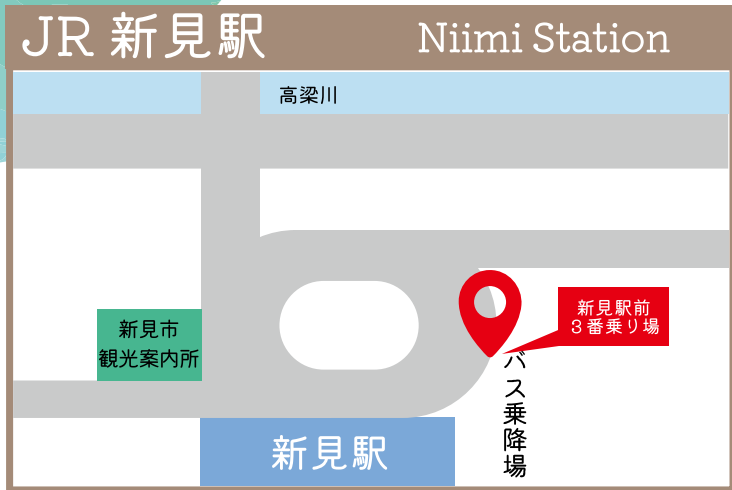 JR 新見駅
Niimi Station
高梁川
新見駅前
３番乗り場
新見市
観光案内所
バス乗降場
新見駅